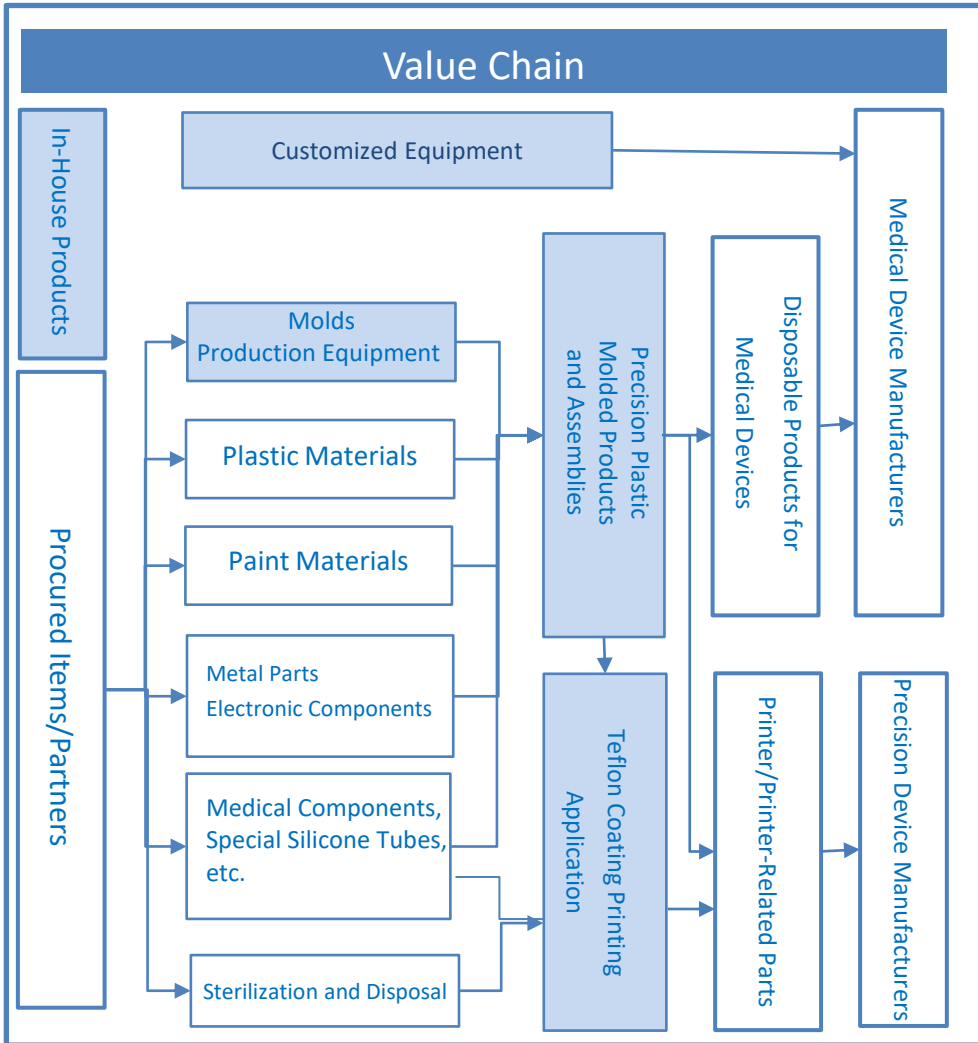 Value Chain
In-House Products
Customized Equipment
Medical Device Manufacturers
Molds
Production Equipment
Precision Plastic
Molded Products
and Assemblies
Disposable Products for
Medical Devices
Procured Items/Partners
Plastic Materials
Paint Materials
Metal Parts
Electronic Components
Medical Components,
Special Silicone Tubes,
etc.
Sterilization and Disposal
Teflon Coating Printing
Application
Printer/Printer-Related Parts
Precision Device Manufacturers